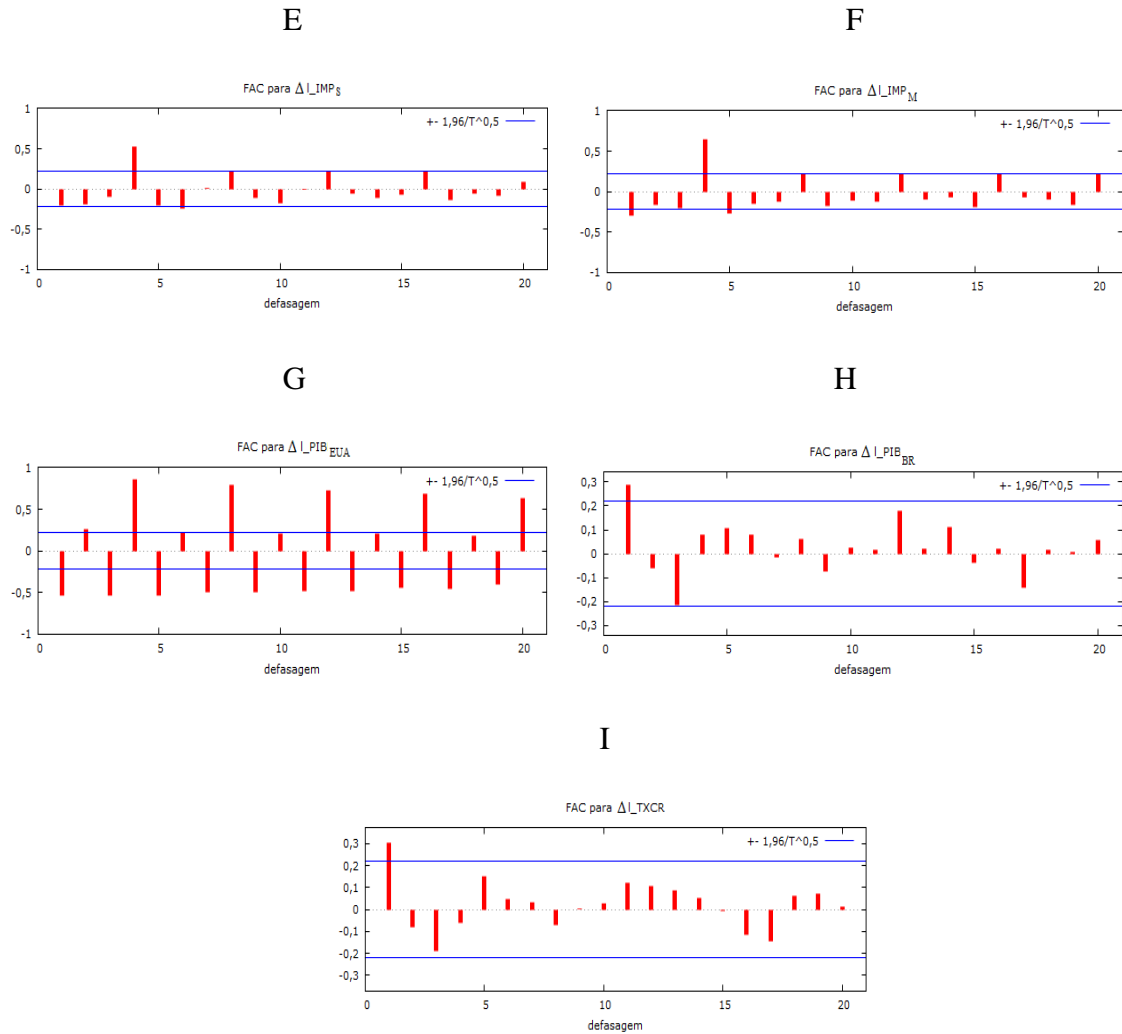 E
F
FAC para Δ l_IMP$
+- 1,96/T^0,5
1
0,5
0
-0,5
-1
0 5 10 15 20
defasagem
FAC para Δ l_IMP M
+- 1,96/T^0,5
1
0,5
0
-0,5
-1
0 5 10 15 20
defasagem
G
H
FAC para Δ l_PIB EUA
+- 1,96/T^0,5
1
0,5
0
-0,5
-1
0 5 10 15 20
defasagem
FAC para Δ l_PIB BR
+- 1,96/T^0,5
0,3
0,2
0,1
0
-0,1
-0,2
-0,3
0 5 10 15 20
defasagem
I
FAC para Δ l_TXCR
+- 1,96/T^0,5
0,3
0,2
0,1
0
-0,1
-0,2
-0,3
0 5 10 15 20
defasagem